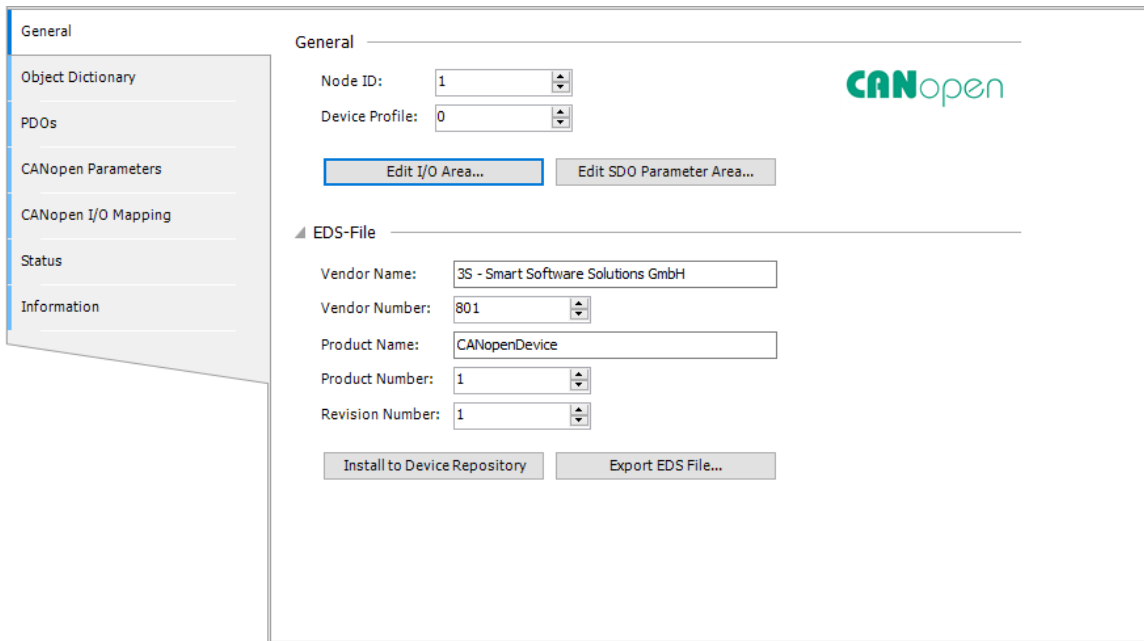 General
Object Dictionary
PDOs
CANopen Parameters
CANopen I/O Mapping
Status
Information
General
Node ID: 1
CANopen
Device Profile: 0
Edit I/O Area... Edit SDO Parameter Area...
EDS-File
Vendor Name: 3S - Smart Software Solutions GmbH
Vendor Number: 801
Product Name: CANopenDevice
Product Number: 1
Revision Number: 1
Install to Device Repository Export EDS File...